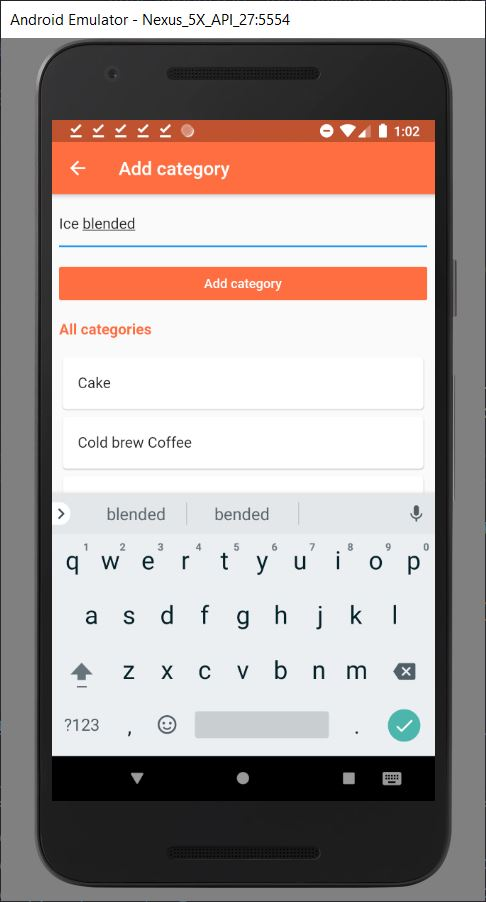 Android Emulator - Nexus_5X_API_27:5554
1:02
Add category
Ice blended
Add category
All categories
Cake
Cold brew Coffee
blended bended
q1 w2 e3 r4 t5 y6 u7 i8 o9 p0
a s d f g h j k l
z x c v b n m
?123 , .